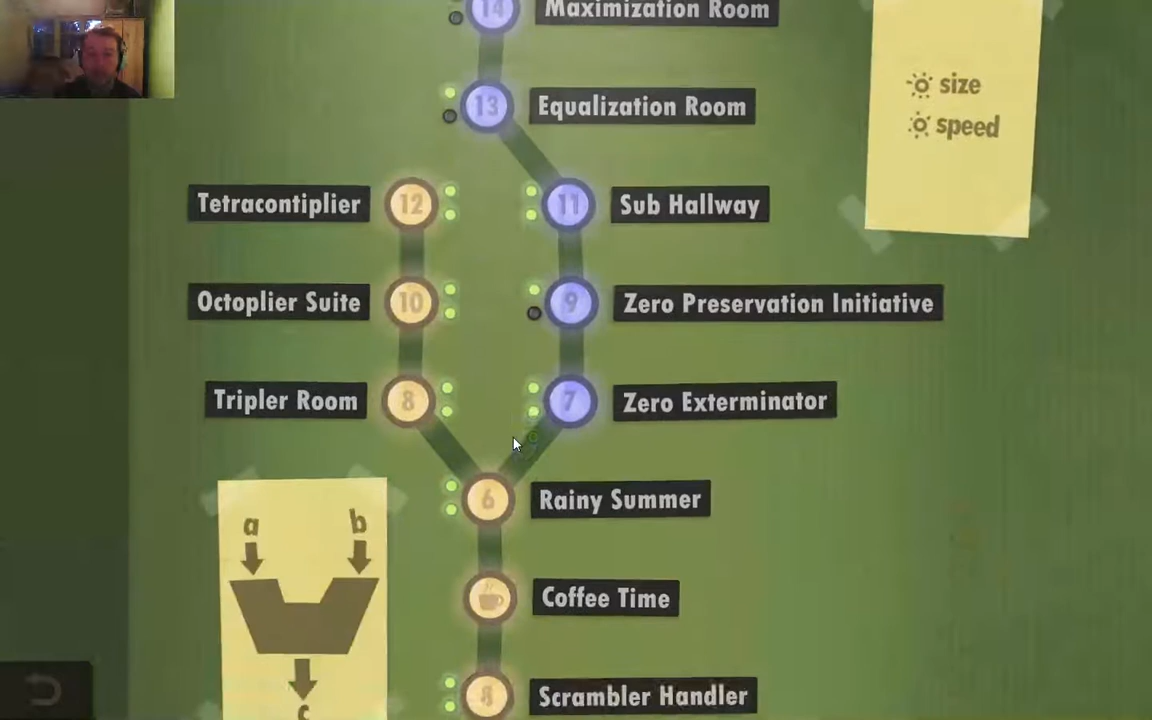 14 Maximization Room
size
speed
13 Equalization Room
Tetracontiplier 12 11 Sub Hallway
Octoplier Suite 10 9 Zero Preservation Initiative
Tripler Room 8 7 Zero Exterminator
6 Rainy Summer
a b
Coffee Time
Scrambler Handler
c